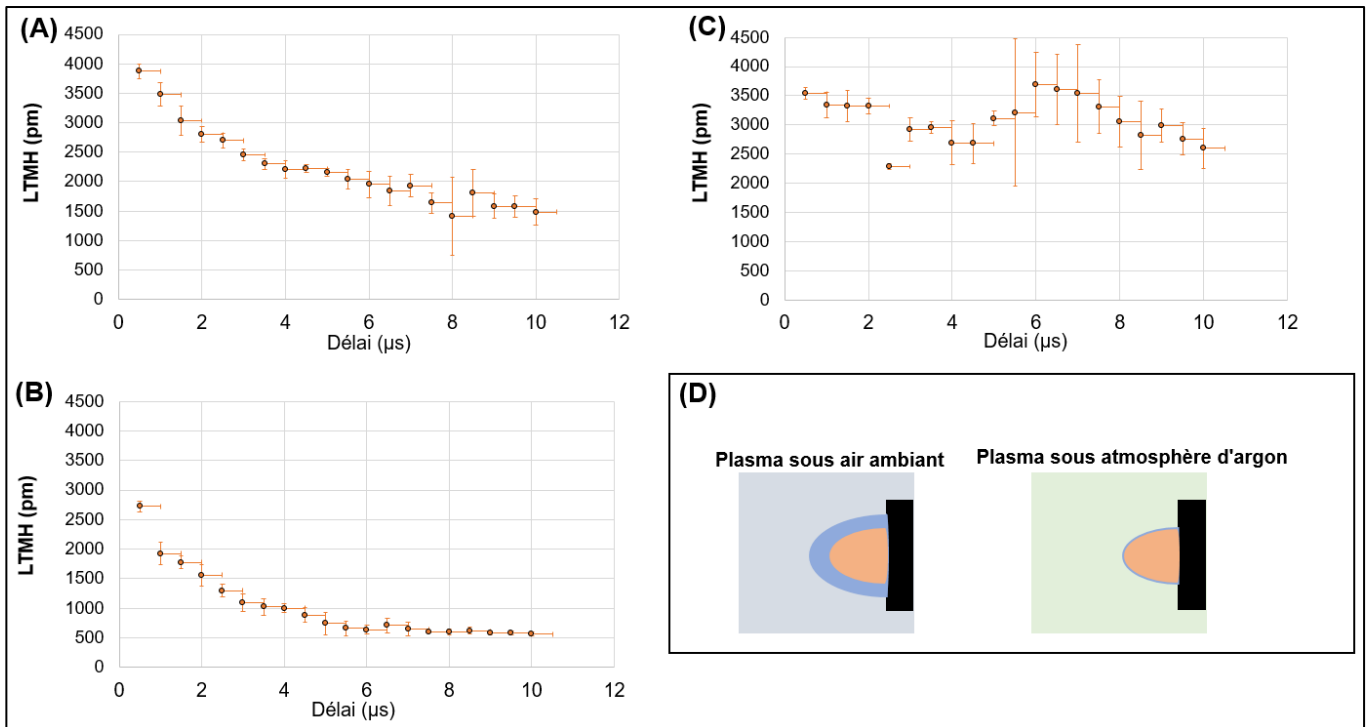 (A)
4500
4000
3500
3000
2500
2000
1500
1000
500
0
LTMH (pm)
0 2 4 6 8 10 12
Délai (µs)
(C)
4500
4000
3500
3000
2500
2000
1500
1000
500
0
LTMH (pm)
0 2 4 6 8 10 12
Délai (µs)
(B)
4500
4000
3500
3000
2500
2000
1500
1000
500
0
LTMH (pm)
0 2 4 6 8 10 12
Délai (µs)
(D)
Plasma sous air ambiant
Plasma sous atmosphère d'argon